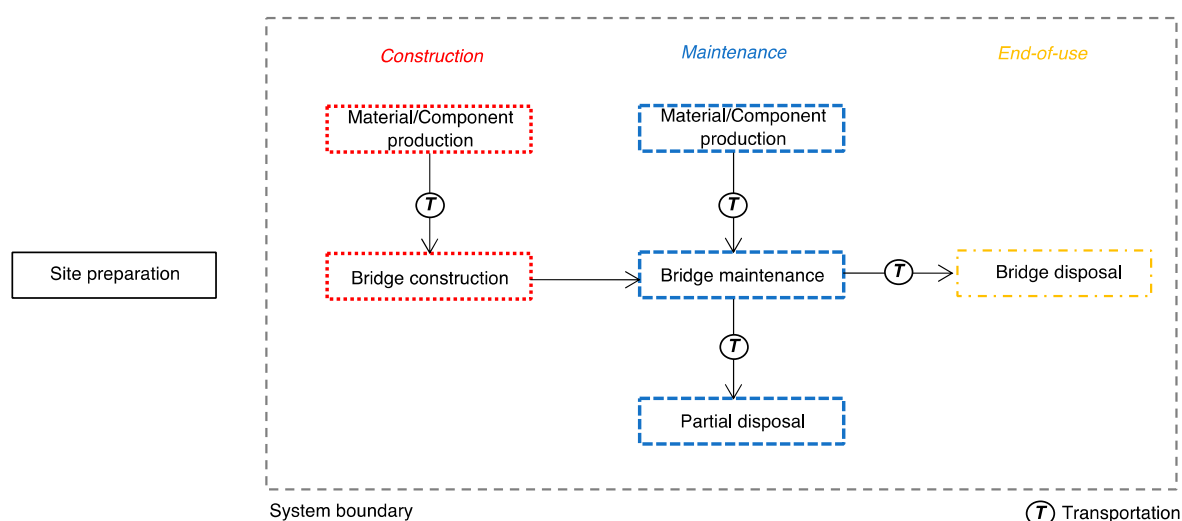 Construction
Maintenance
End-of-use
Material/Component
production
Material/Component
production
T
T
Site preparation
Bridge construction
Bridge maintenance
T
Bridge disposal
T
Partial disposal
System boundary
T Transportation